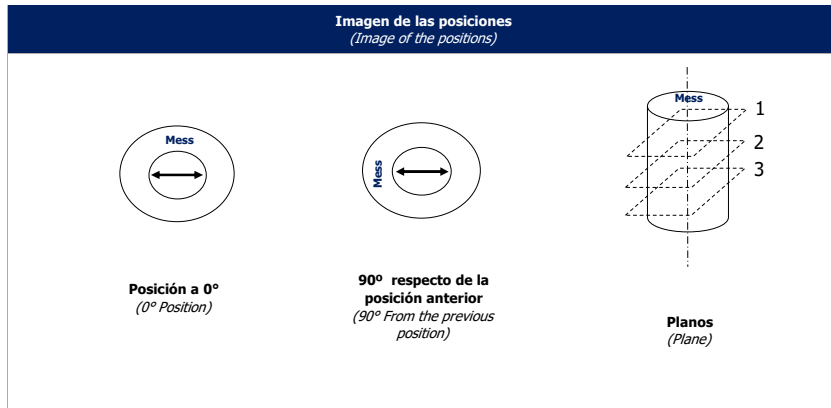 Imagen de las posiciones
(Image of the positions)
Mess
Posición a 0°
(0° Position)
Mess
90º respecto de la
posición anterior
(90° From the previous
position)
Mess
1
2
3
Planos
(Plane)